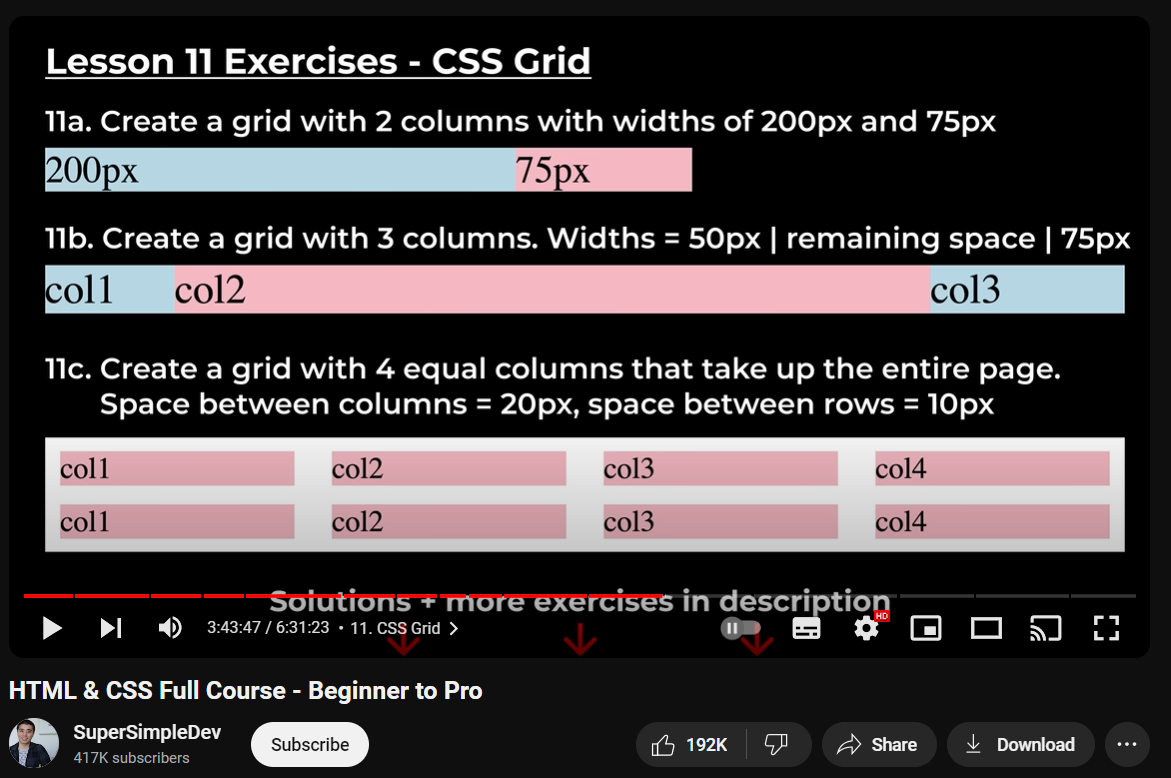 Lesson 11 Exercises - CSS Grid
11a. Create a grid with 2 columns with widths of 200px and 75px
200px 75px
11b. Create a grid with 3 columns. Widths = 50px | remaining space | 75px
col1 col2 col3
11c. Create a grid with 4 equal columns that take up the entire page.
Space between columns = 20px, space between rows = 10px
col1 col2 col3 col4
col1 col2 col3 col4
Solutions + more exercises in description
3:43:47 / 6:31:23 • 11. CSS Grid
HD
HTML & CSS Full Course - Beginner to Pro
SuperSimpleDev
417K subscribers
Subscribe
192K
Share
Download